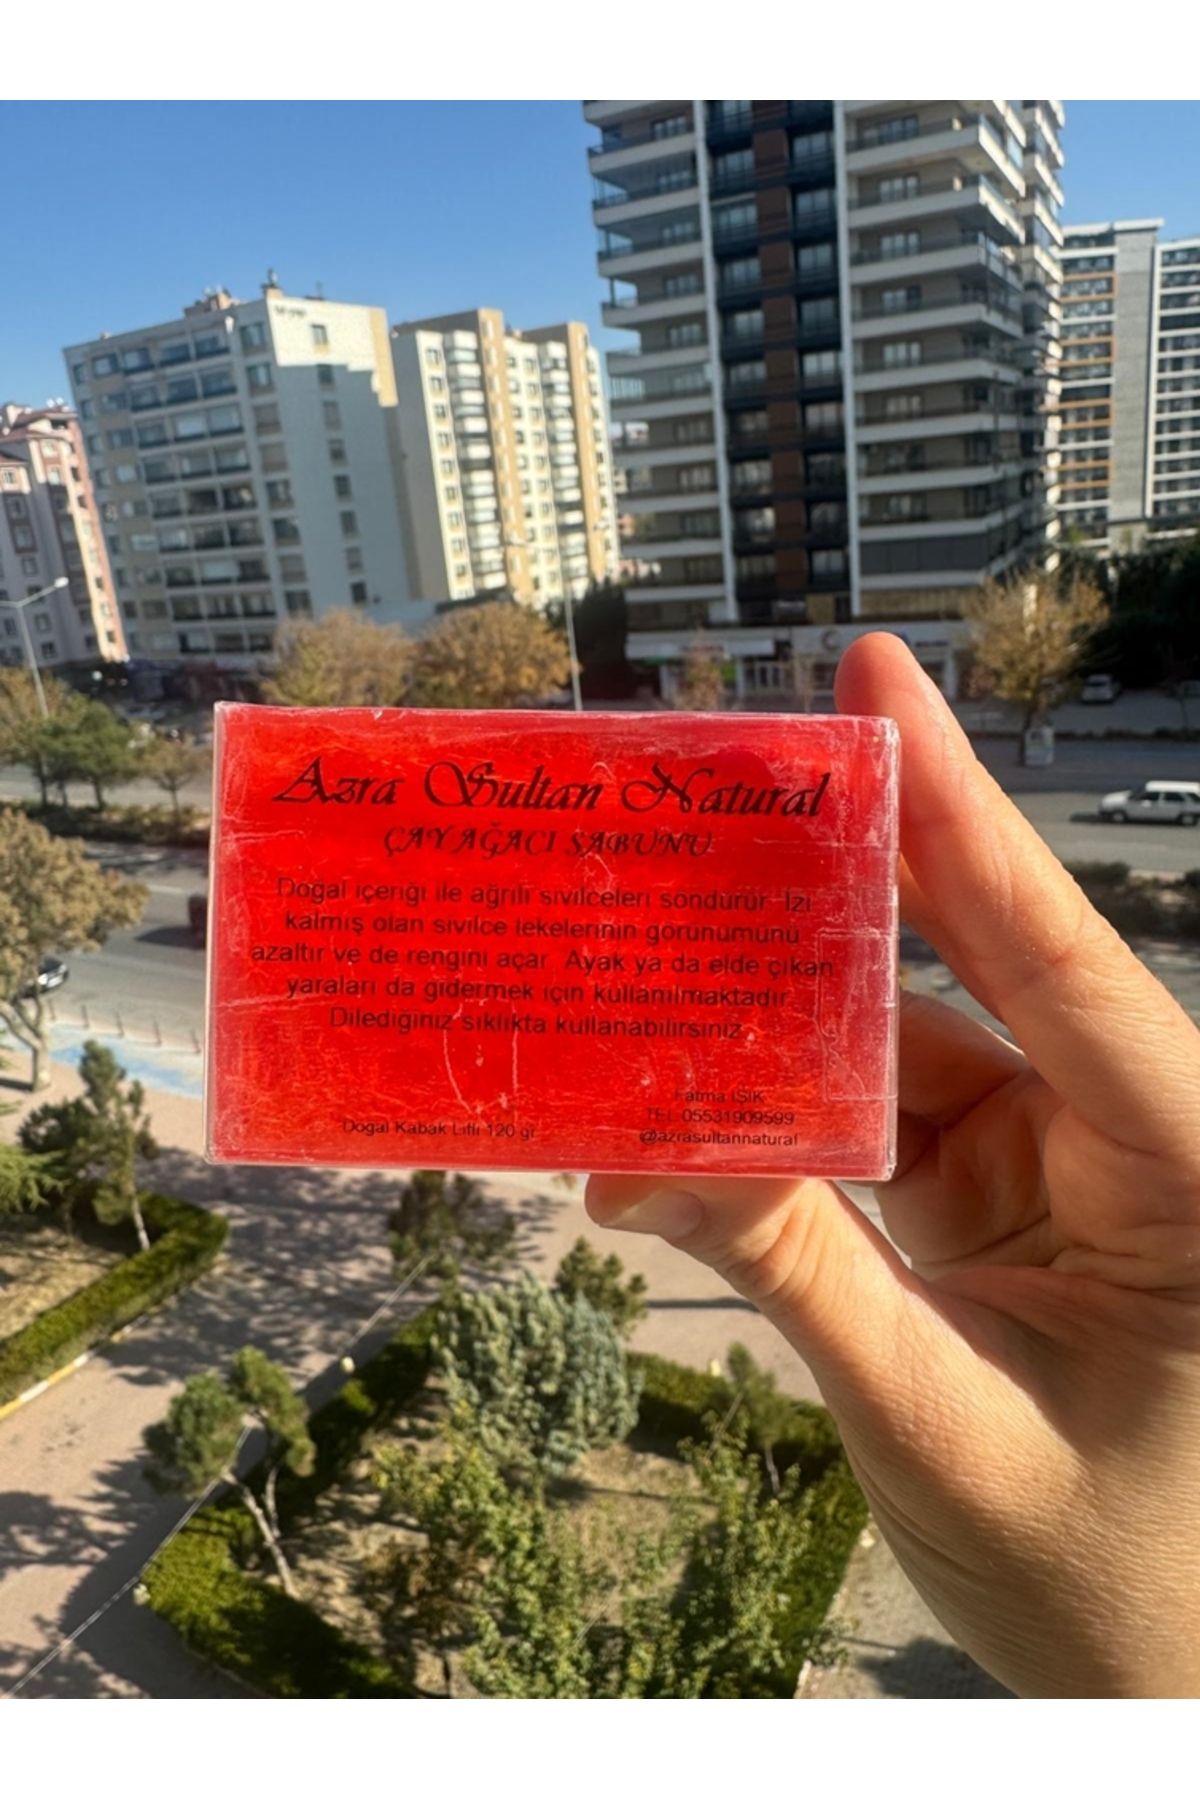 Azra Sultan Natural
ÇAY AĞACI SABUNU
Doğal içeriği ile ağrılı sivilceleri söndürür. İzi
kalmış olan sivilce lekelerinin görünümünü
azaltır ve de rengini açar. Ayak ya da elde çıkan
yaraları da gidermek için kullanılmaktadır.
Dilediğiniz sıklıkta kullanabilirsiniz.
Fatma IŞIK
TEL:05531909599
Doğal Kabak Lifli 120 gr
@azrasultannatural